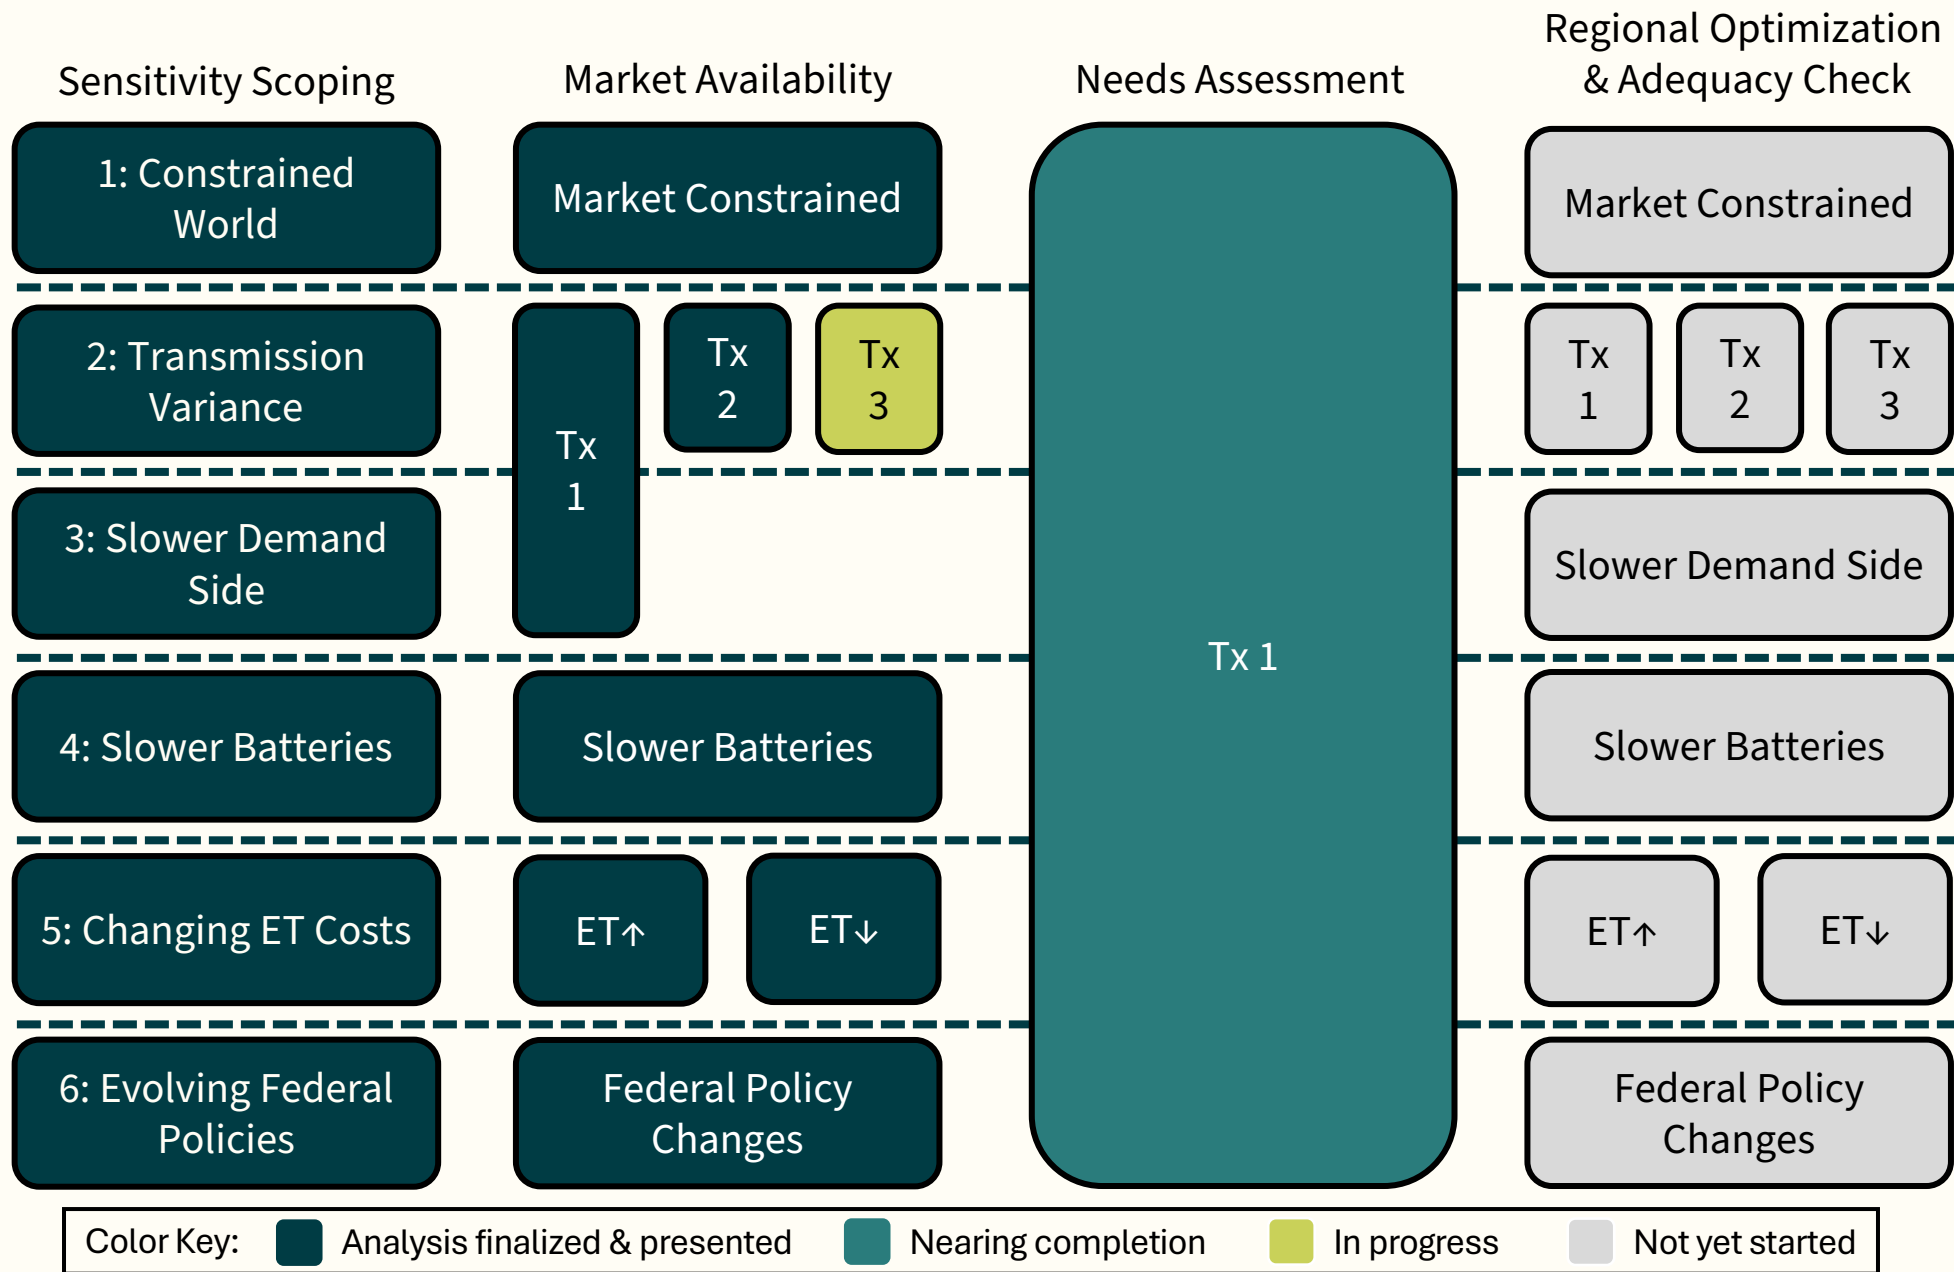 Sensitivity Scoping
Market Availability
Needs Assessment
Regional Optimization
& Adequacy Check
1: Constrained
World
Market Constrained
Market Constrained
2: Transmission
Variance
Tx
1
Tx
2
Tx
3
Tx
1
Tx
2
Tx
3
3: Slower Demand
Side
Slower Demand Side
Tx 1
4: Slower Batteries
Slower Batteries
Slower Batteries
5: Changing ET Costs
ET↑
ET↓
ET↑
ET↓
6: Evolving Federal
Policies
Federal Policy
Changes
Federal Policy
Changes
Color Key:
Analysis finalized & presented
Nearing completion
In progress
Not yet started